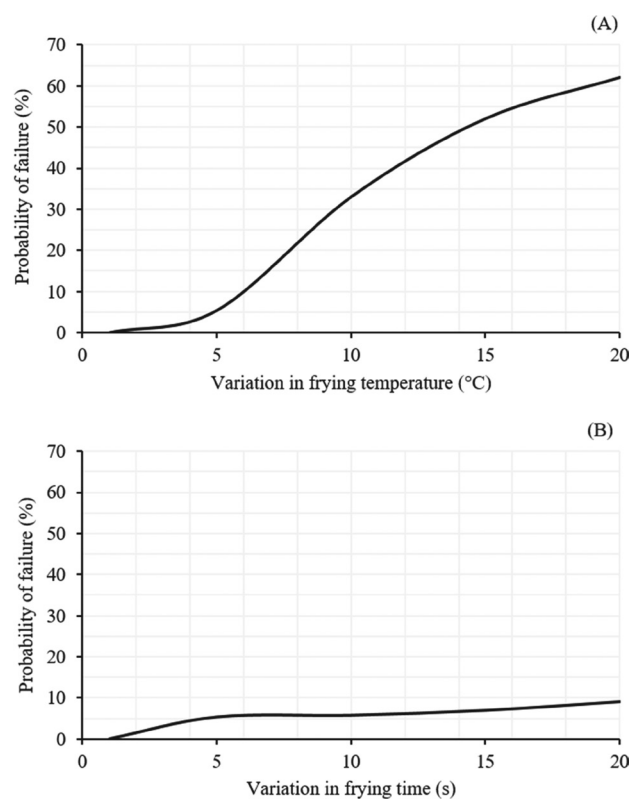 (A)
70
60
50
40
30
20
10
0
Probability of failure (%)
0 5 10 15 20
Variation in frying temperature (°C)
(B)
70
60
50
40
30
20
10
0
Probability of failure (%)
0 5 10 15 20
Variation in frying time (s)